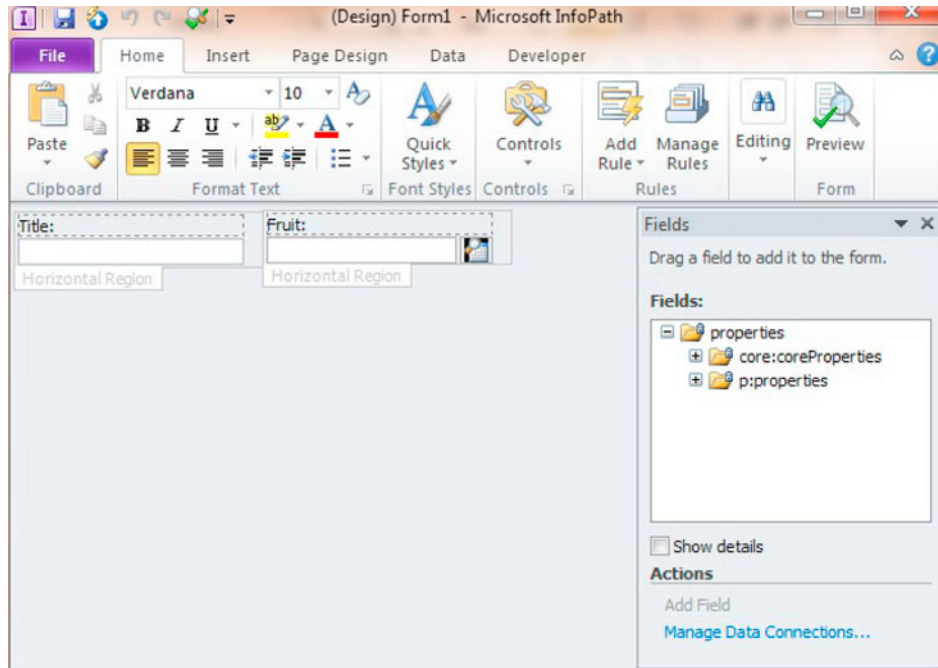 (Design) Form1 - Microsoft InfoPath
File Home Insert Page Design Data Developer
Verdana 10
B I U ab A
Paste
Quick Styles
Controls
Add Rule
Manage Rules
Editing
Preview
Clipboard Format Text Font Styles Controls Rules Form
Title:
Fruit:
Horizontal Region
Horizontal Region
Fields
Drag a field to add it to the form.
Fields:
properties
core:coreProperties
p:properties
Show details
Actions
Add Field
Manage Data Connections...